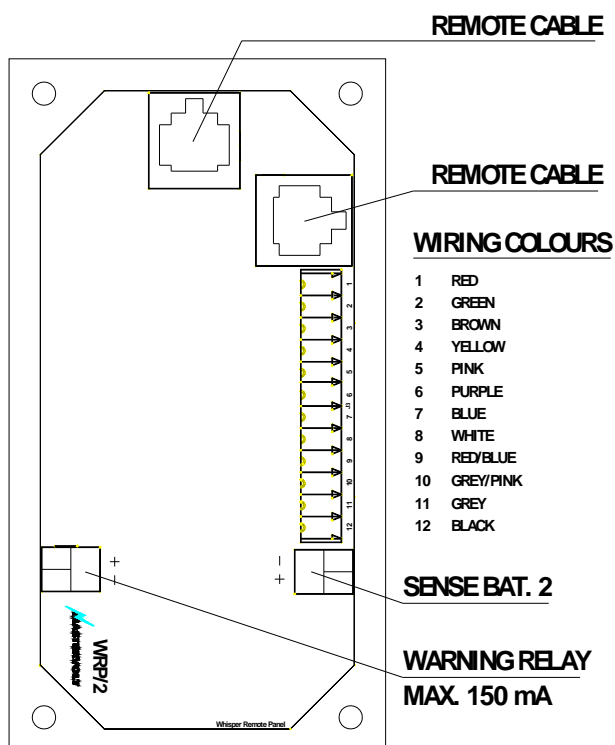 REMOTE CABLE
REMOTE CABLE
WIRING COLOURS
1 RED
2 GREEN
3 BROWN
4 YELLOW
5 PINK
6 PURPLE
7 BLUE
8 WHITE
9 RED/BLUE
10 GREY/PINK
11 GREY
12 BLACK
1
2
3
4
5
6
J3
7
8
9
10
11
12
+ -
- +
SENSE BAT. 2
WARNING RELAY
MAX. 150 mA
WRP/2
Whisper Remote Panel